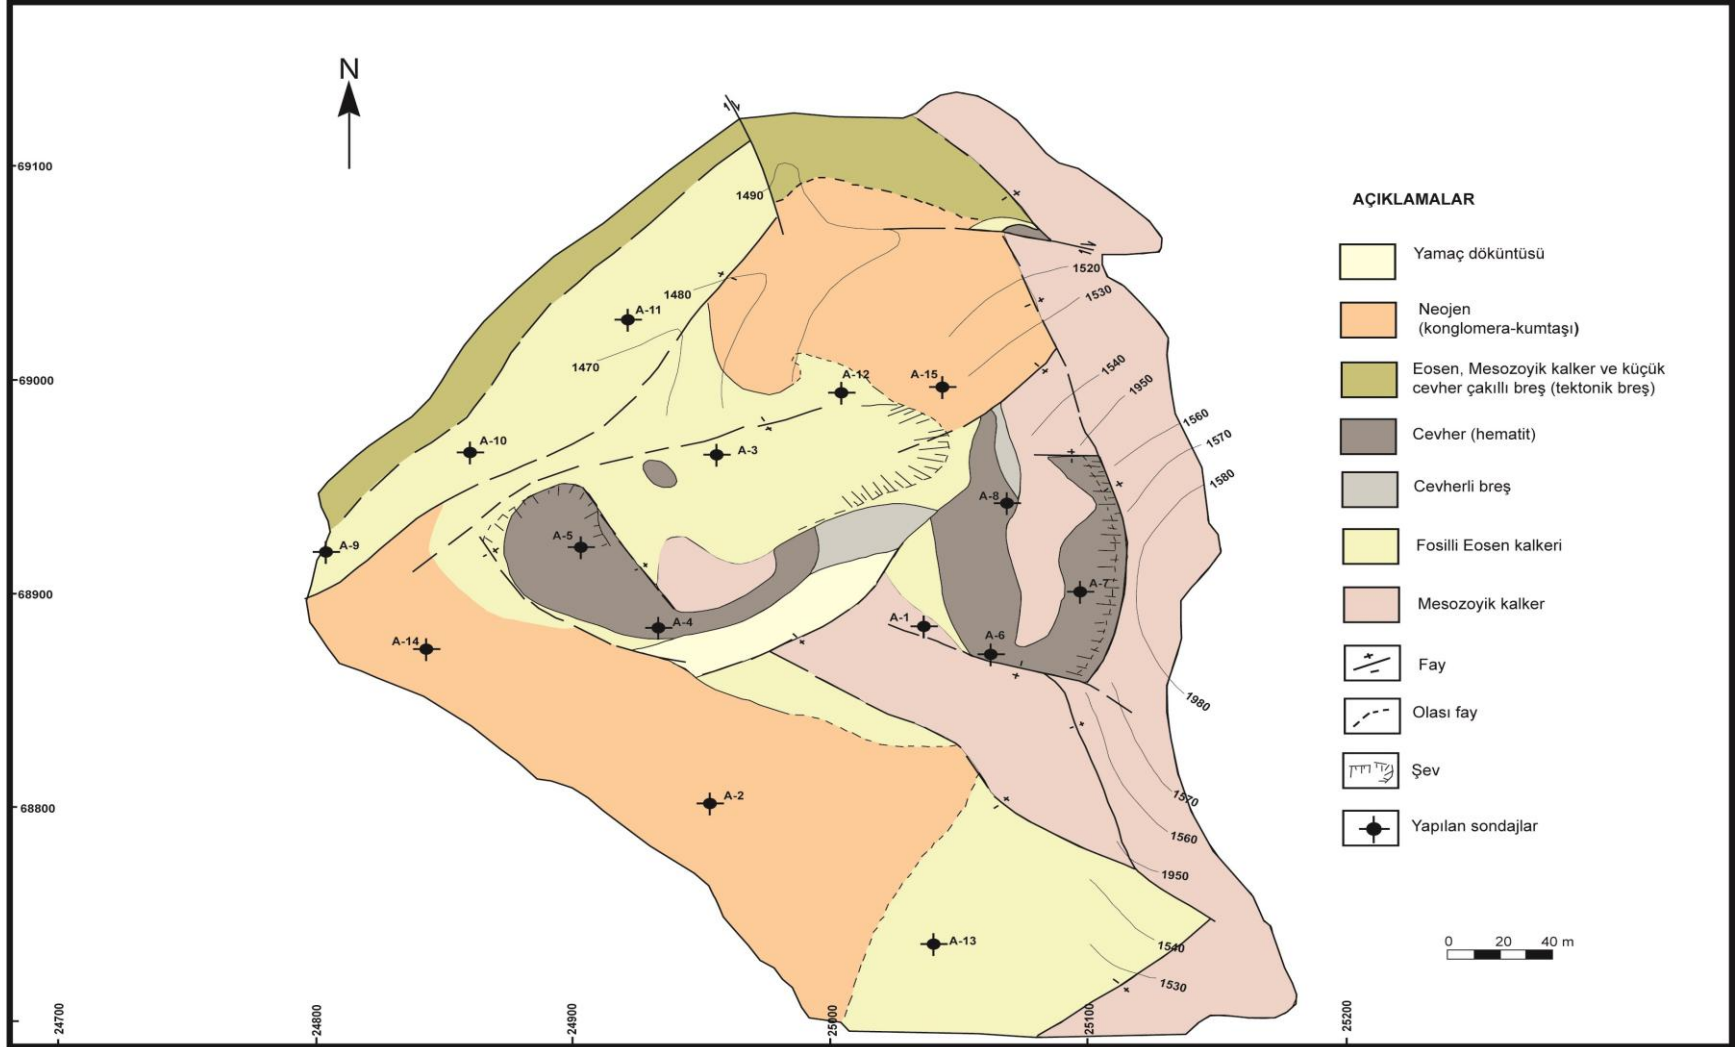 N
69100
69000
68900
68800
24700
24800
24900
25000
25100
25200
1490
1480
1470
1520
1530
1540
1950
1560
1570
1580
1980
1570
1560
1950
1540
1530
A-11
A-12
A-15
A-10
A-3
A-8
A-9
A-5
A-7
A-4
A-1
A-6
A-14
A-2
A-13
AÇIKLAMALAR
Yamaç döküntüsü
Neojen
(konglomera-kumtaşı)
Eosen, Mesozoyik kalker ve küçük
cevher çakıllı breş (tektonik breş)
Cevher (hematit)
Cevherli breş
Fosilli Eosen kalkeri
Mesozoyik kalker
Fay
Olası fay
Şev
Yapılan sondajlar
0 20 40 m